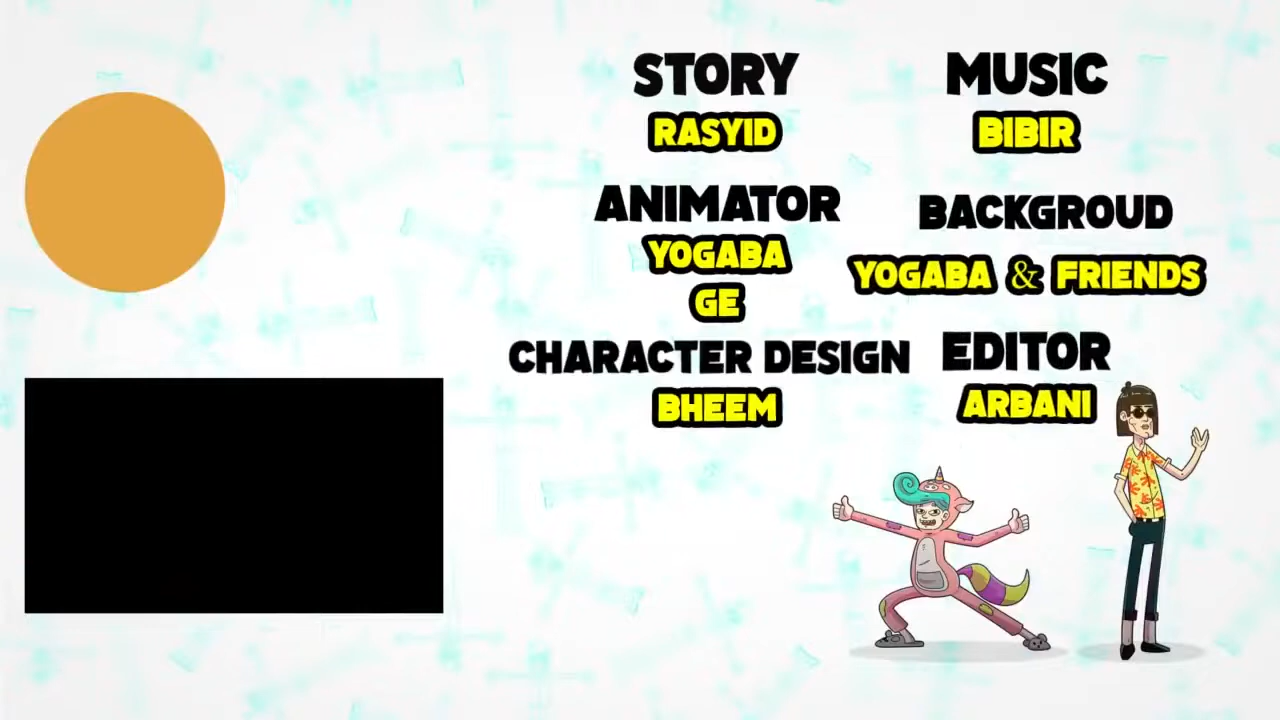 STORY
RASYID
ANIMATOR
YOGABA
GE
CHARACTER DESIGN
BHEEM
MUSIC
BIBIR
BACKGROUD
YOGABA & FRIENDS
EDITOR
ARBANI